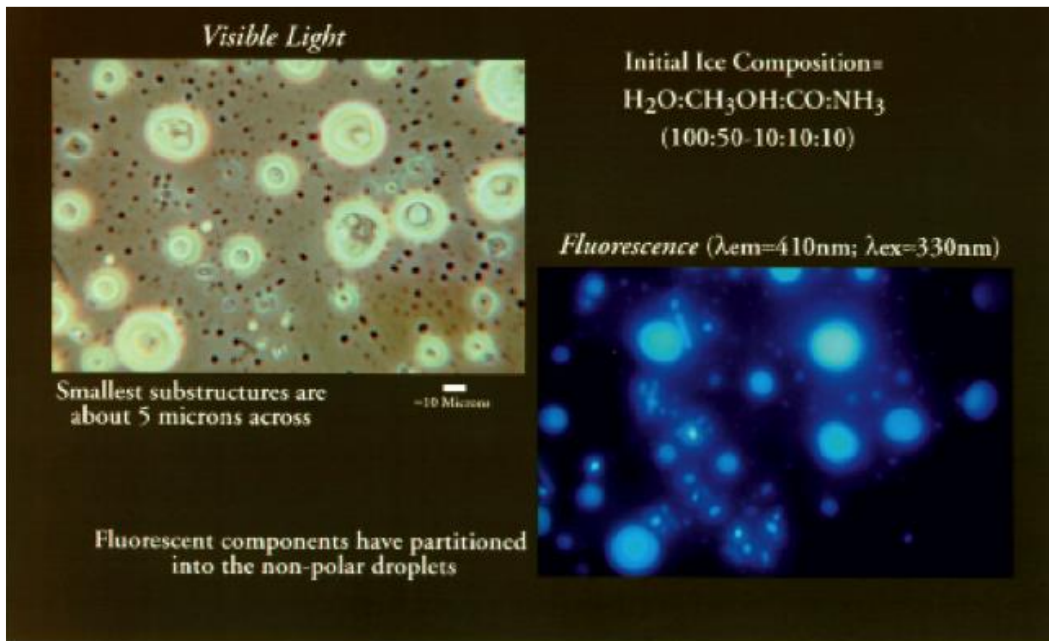 Visible Light
Initial Ice Composition=
H₂O:CH₃OH:CO:NH₃
(100:50-10:10:10)
Fluorescence (λem=410nm; λex=330nm)
Smallest substructures are
about 5 microns across
~10 Microns
Fluorescent components have partitioned
into the non-polar droplets